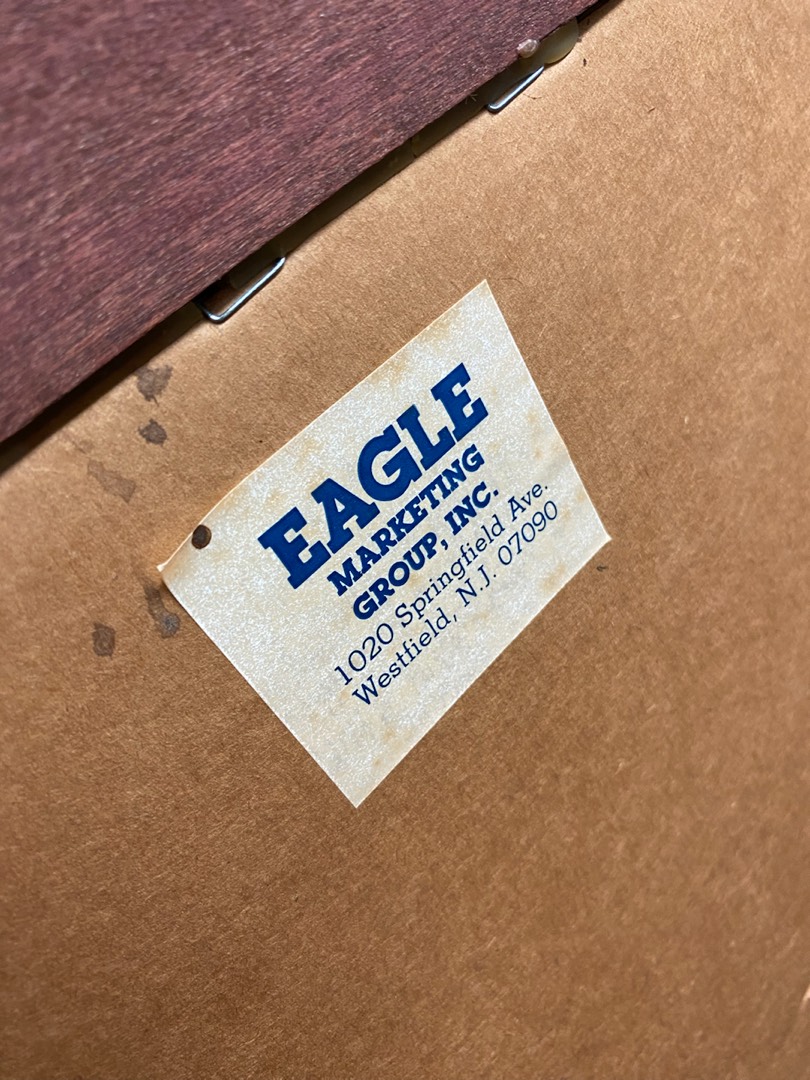 EAGLE
MARKETING
GROUP, INC.
1020 Springfield Ave.
Westfield, N.J. 07090